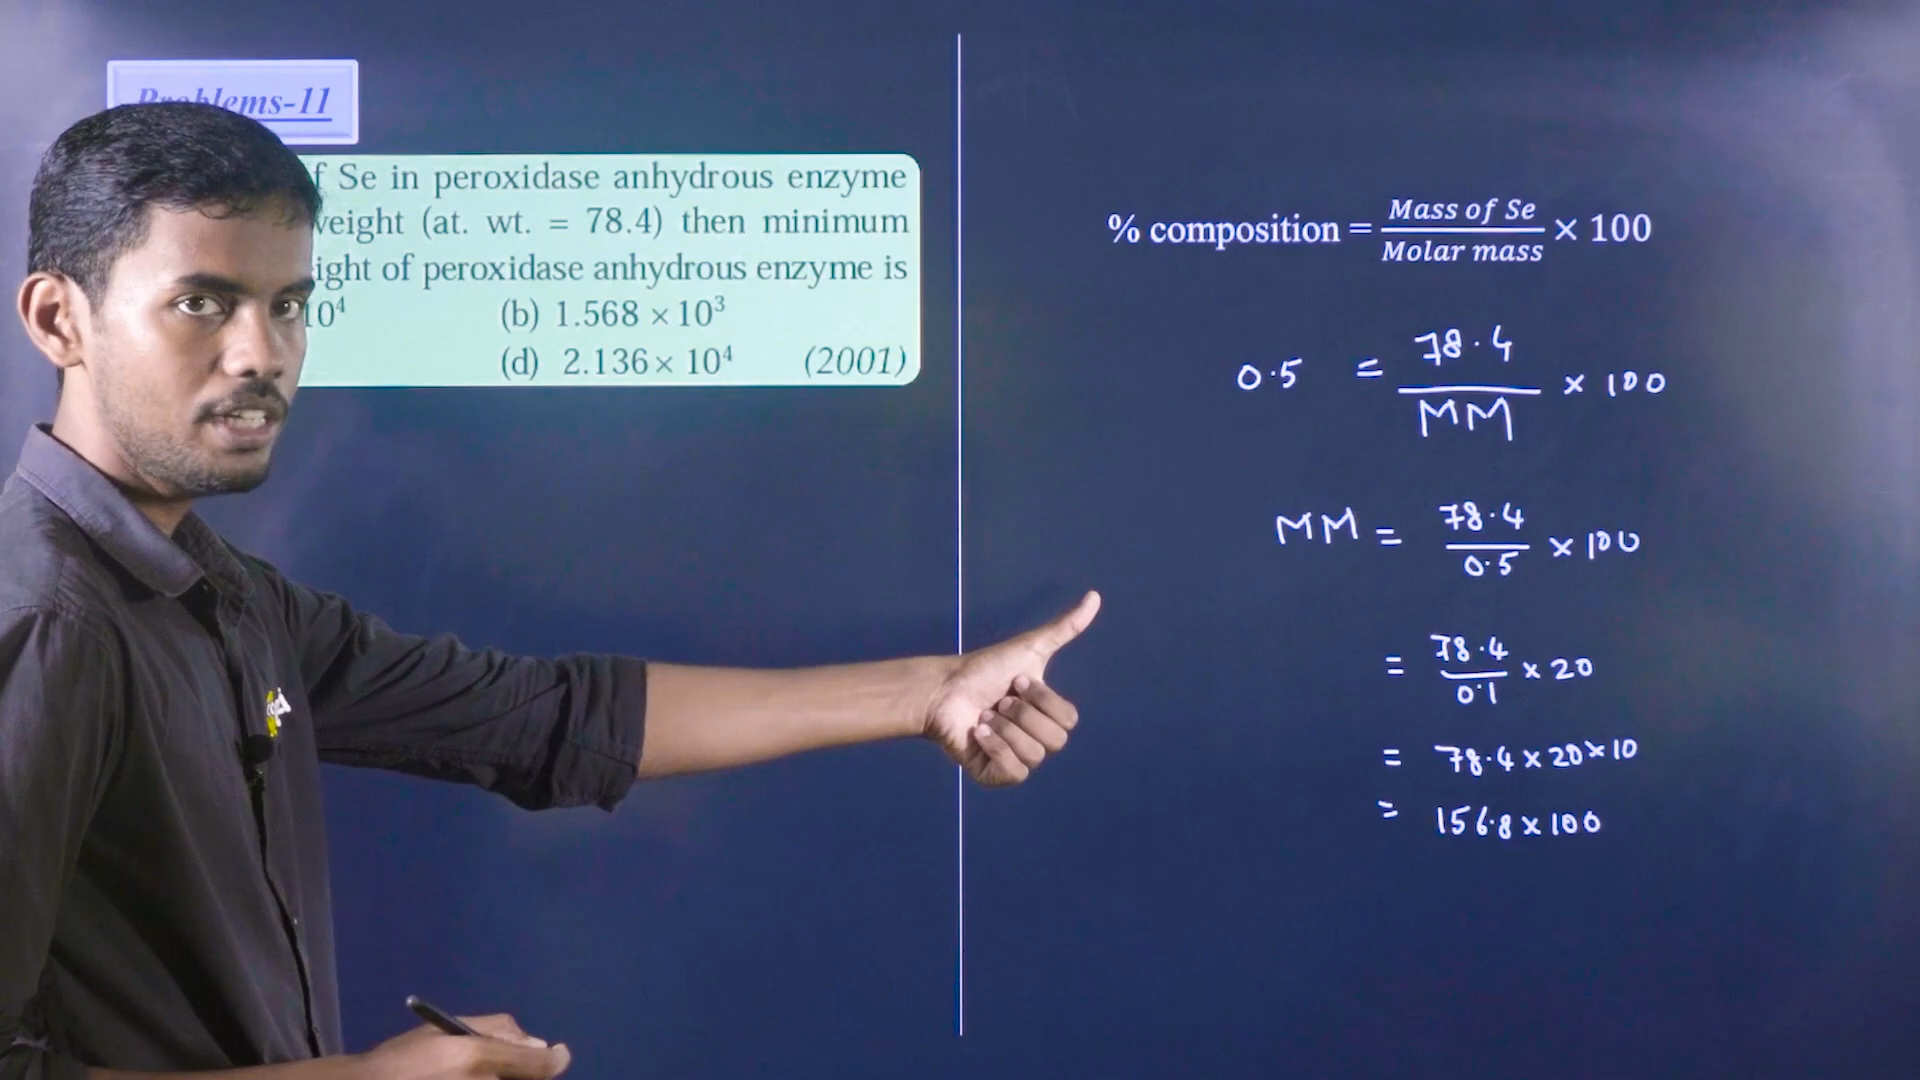 Problems-11
f Se in peroxidase anhydrous enzyme
weight (at. wt. = 78.4) then minimum
ight of peroxidase anhydrous enzyme is
10⁴ (b) 1.568 × 10³
(d) 2.136 × 10⁴ (2001)
% composition = Mass of Se / Molar mass × 100
0.5 = 78.4 / MM × 100
MM = 78.4 / 0.5 × 100
= 78.4 / 0.1 × 20
= 78.4 × 20 × 10
= 156.8 × 100